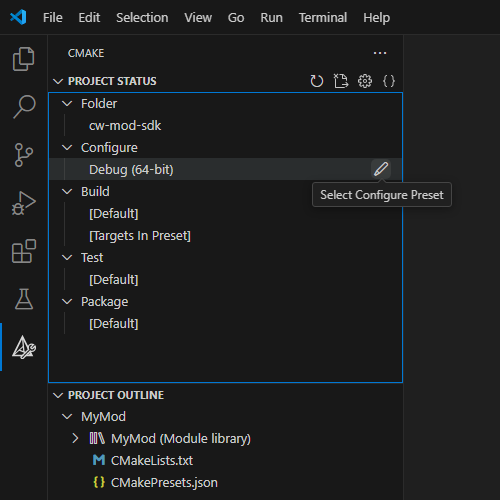 File Edit Selection View Go Run Terminal Help
CMAKE
PROJECT STATUS
Folder
cw-mod-sdk
Configure
Debug (64-bit)
Select Configure Preset
Build
[Default]
[Targets In Preset]
Test
[Default]
Package
[Default]
PROJECT OUTLINE
MyMod
MyMod (Module library)
CMakeLists.txt
CMakePresets.json